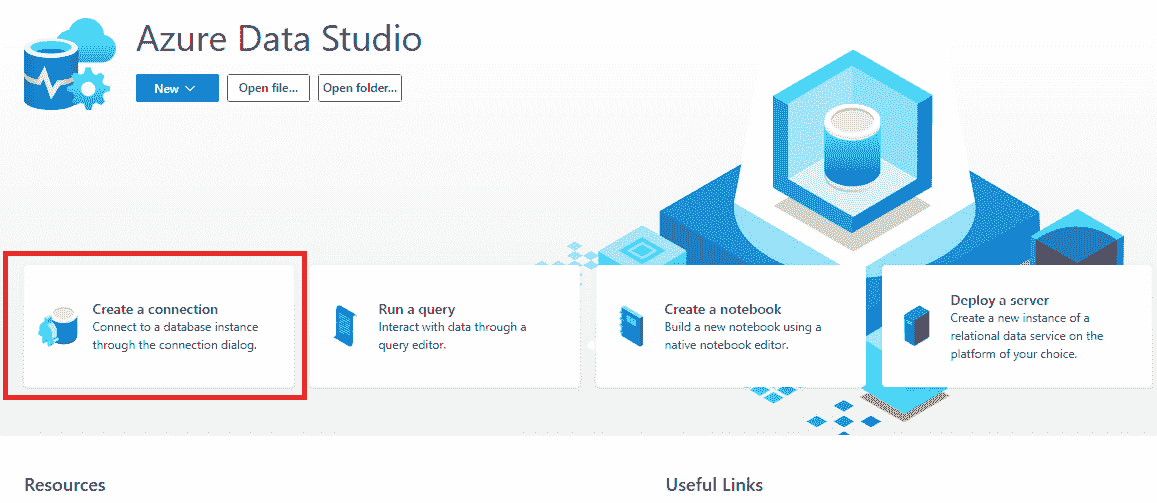 Azure Data Studio
New
Open file...
Open folder...
Create a connection
Connect to a database instance
through the connection dialog.
Run a query
Interact with data through a
query editor.
Create a notebook
Build a new notebook using a
native notebook editor.
Deploy a server
Create a new instance of a
relational data service on the
platform of your choice.
Resources
Useful Links